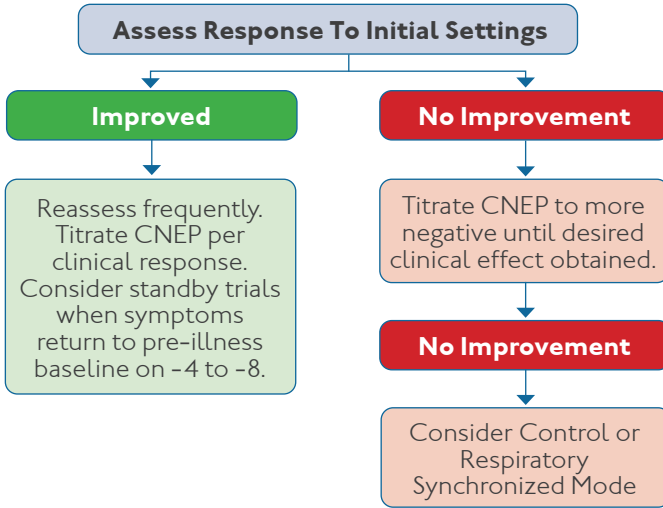 Assess Response To Initial Settings
Improved
Reassess frequently.
Titrate CNEP per
clinical response.
Consider standby trials
when symptoms
return to pre-illness
baseline on -4 to -8.
No Improvement
Titrate CNEP to more
negative until desired
clinical effect obtained.
No Improvement
Consider Control or
Respiratory
Synchronized Mode